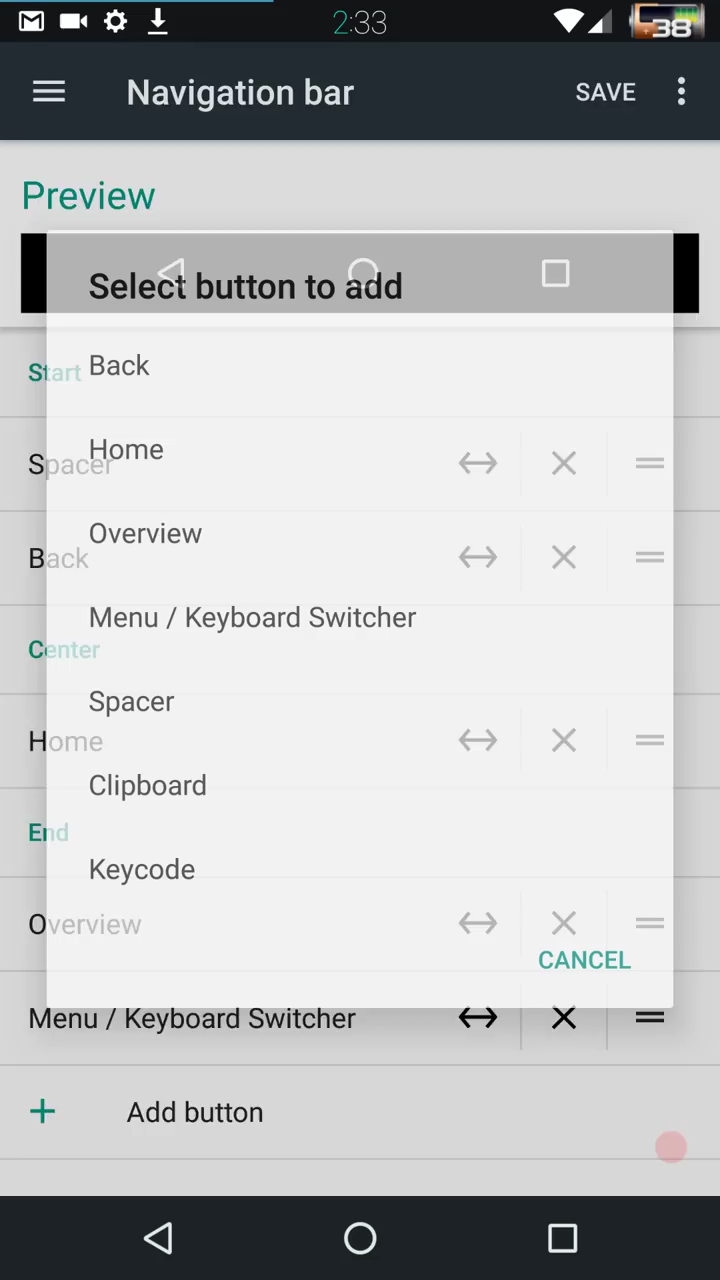 2:33
38
Navigation bar
SAVE
Preview
Select button to add
Start
Back
Spacer
Home
Back
Overview
Center
Menu / Keyboard Switcher
Home
Spacer
End
Clipboard
Overview
Keycode
CANCEL
Menu / Keyboard Switcher
Add button